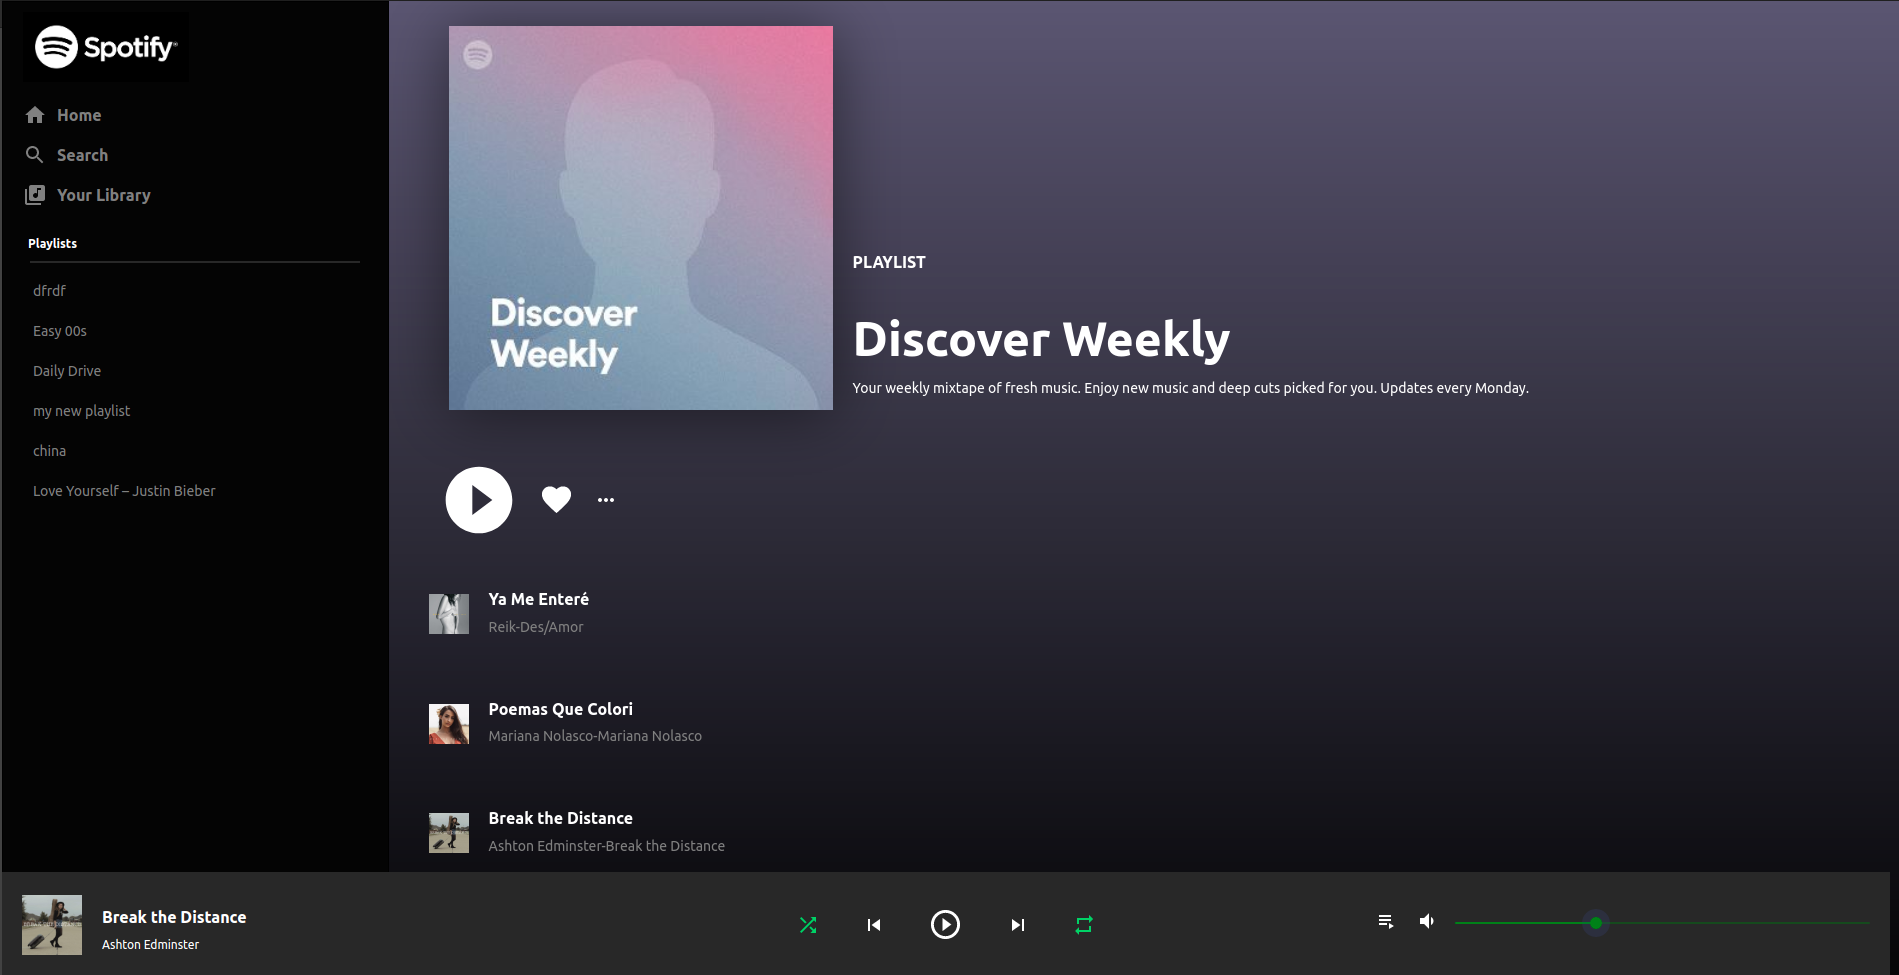 Spotify
Home
Search
Your Library
Playlists
dfrdf
Easy 00s
Daily Drive
my new playlist
china
Love Yourself – Justin Bieber
Discover
Weekly
PLAYLIST
Discover Weekly
Your weekly mixtape of fresh music. Enjoy new music and deep cuts picked for you. Updates every Monday.
Ya Me Enteré
Reik-Des/Amor
Poemas Que Colori
Mariana Nolasco-Mariana Nolasco
Break the Distance
Ashton Edminster-Break the Distance
Break the Distance
Ashton Edminster